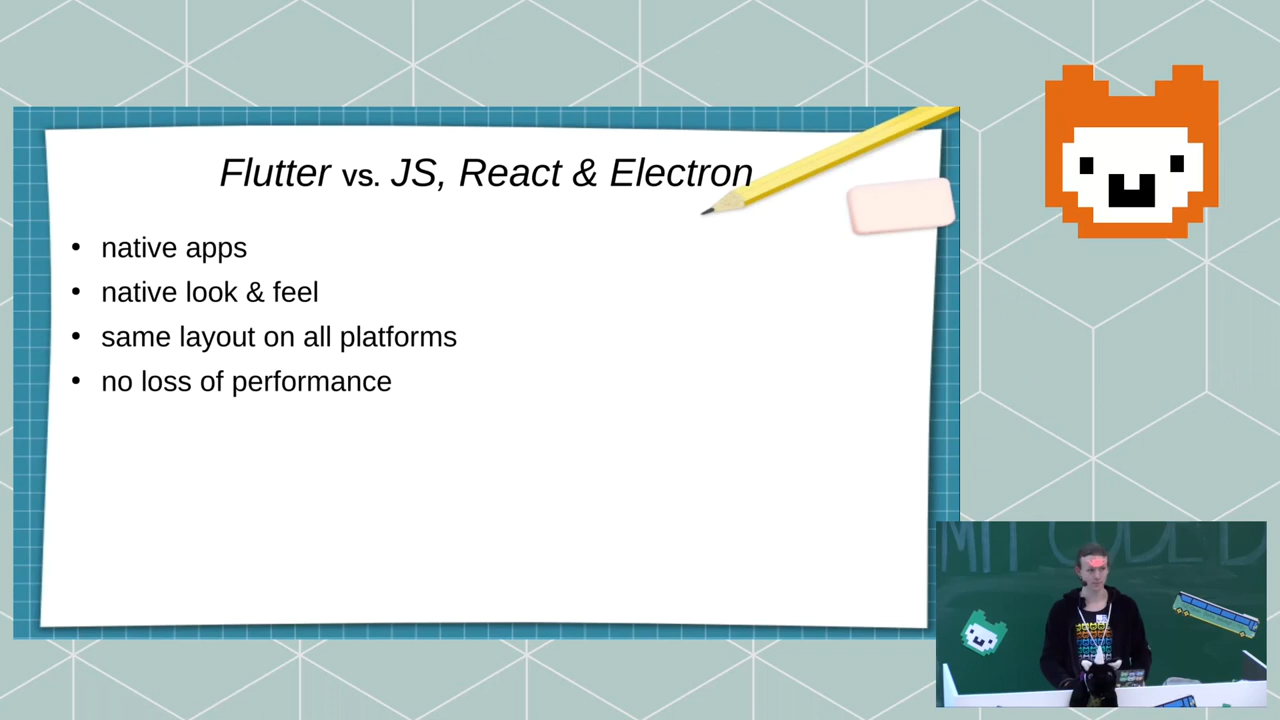 Flutter vs. JS, React & Electron
• native apps
• native look & feel
• same layout on all platforms
• no loss of performance